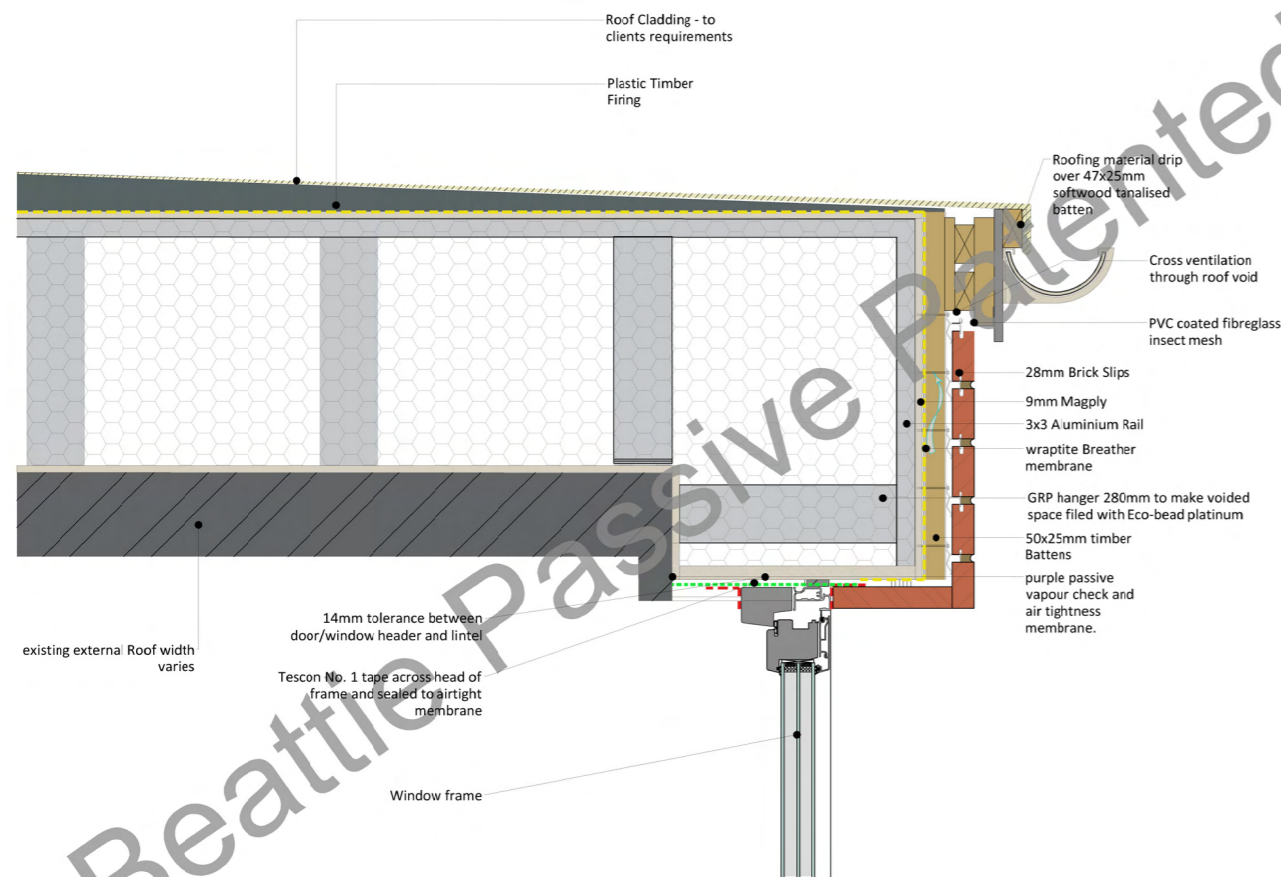 Roof Cladding - to
clients requirements
Plastic Timber
Firing
Roofing material drip
over 47x25mm
softwood tanalised
batten
Cross ventilation
through roof void
PVC coated fibreglass
insect mesh
28mm Brick Slips
9mm Magply
3x3 Aluminium Rail
wraptite Breather
membrane
GRP hanger 280mm to make voided
space filed with Eco-bead platinum
50x25mm timber
Battens
purple passive
vapour check and
air tightness
membrane.
14mm tolerance between
door/window header and lintel
existing external Roof width
varies
Tescon No. 1 tape across head of
frame and sealed to airtight
membrane
Window frame
Beattie Passive Patented